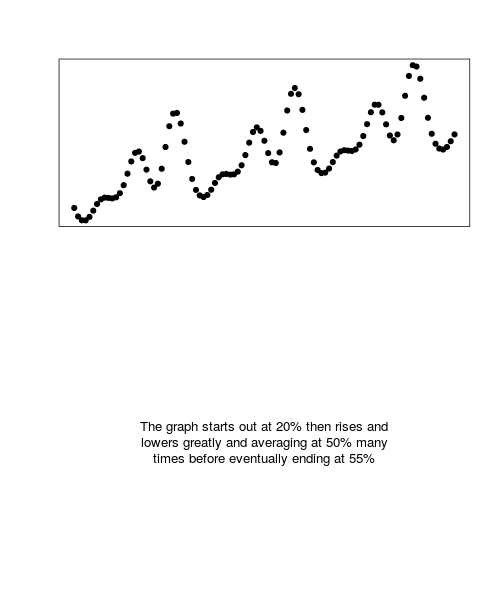 The graph starts out at 20% then rises and
lowers greatly and averaging at 50% many
times before eventually ending at 55%